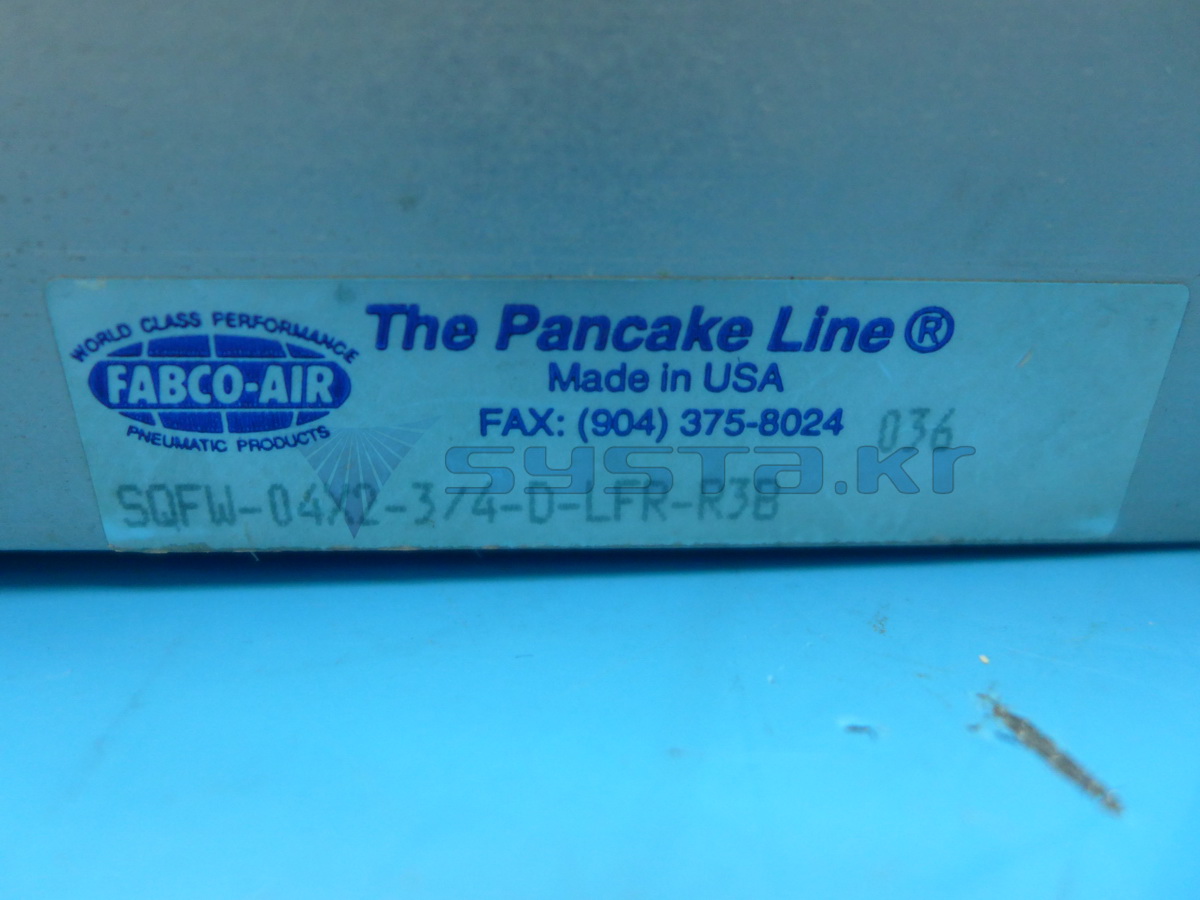 WORLD CLASS PERFORMANCE
FABCO-AIR
PNEUMATIC PRODUCTS
The Pancake Line ®
Made in USA
FAX: (904) 375-8024
036
systa.kr
SQFW-04X2-3/4-D-LFR-R38